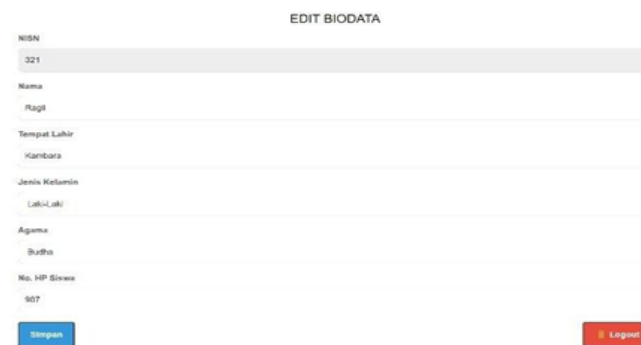 EDIT BIODATA
NISN
321
Nama
Ragil
Tempat Lahir
Kambara
Jenis Kelamin
Laki-Laki
Agama
Budha
No. HP Siswa
987
Simpan
Logout